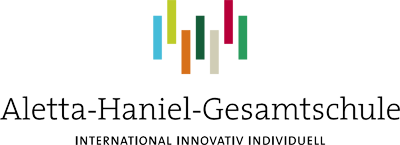 Aletta-Haniel-Gesamtschule
INTERNATIONAL INNOVATIV INDIVIDUELL